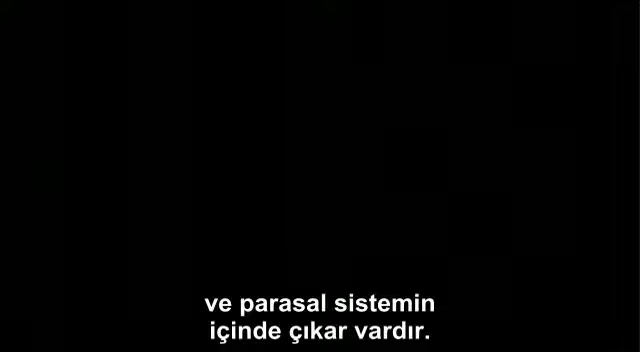 ve parasal sistemin
içinde çıkar vardır.